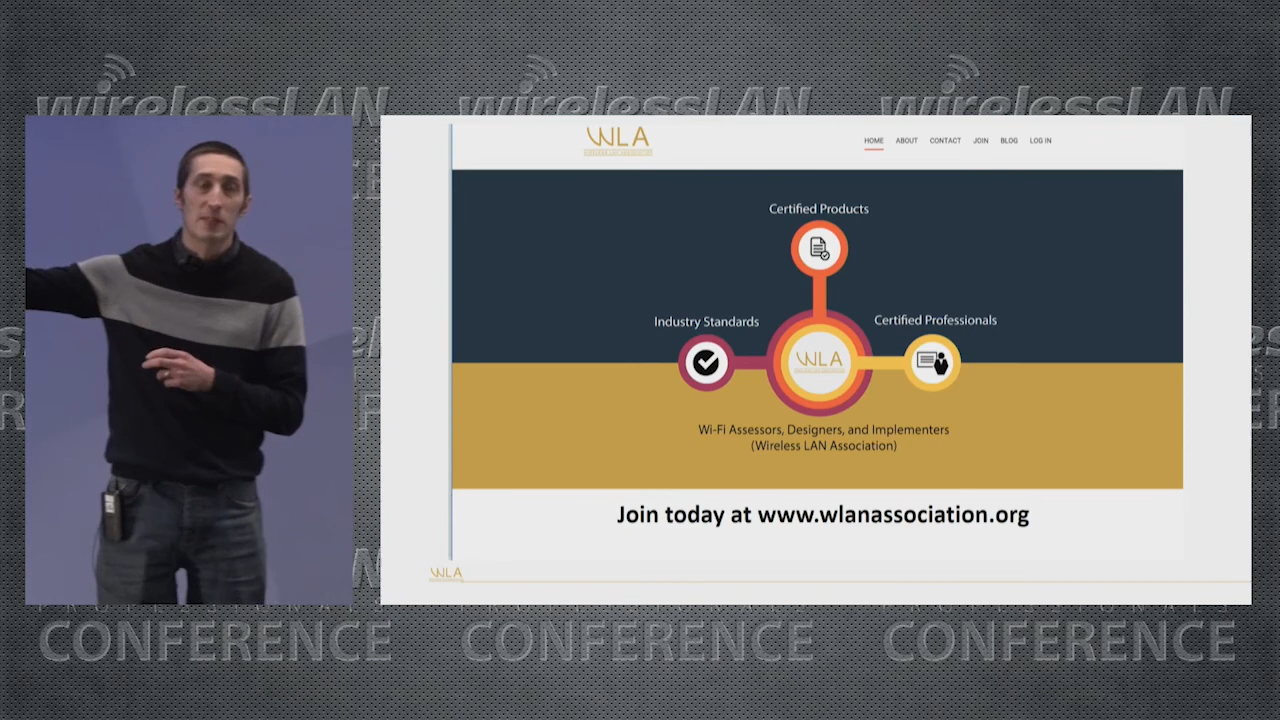 wirelessLAN wirelessLAN wirelessLAN
WLA
HOME ABOUT CONTACT JOIN BLOG LOG IN
Certified Products
Industry Standards
Certified Professionals
WLA
Wi-Fi Assessors, Designers, and Implementers
(Wireless LAN Association)
Join today at www.wlanassociation.org
WLA
CONFERENCE CONFERENCE CONFERENCE